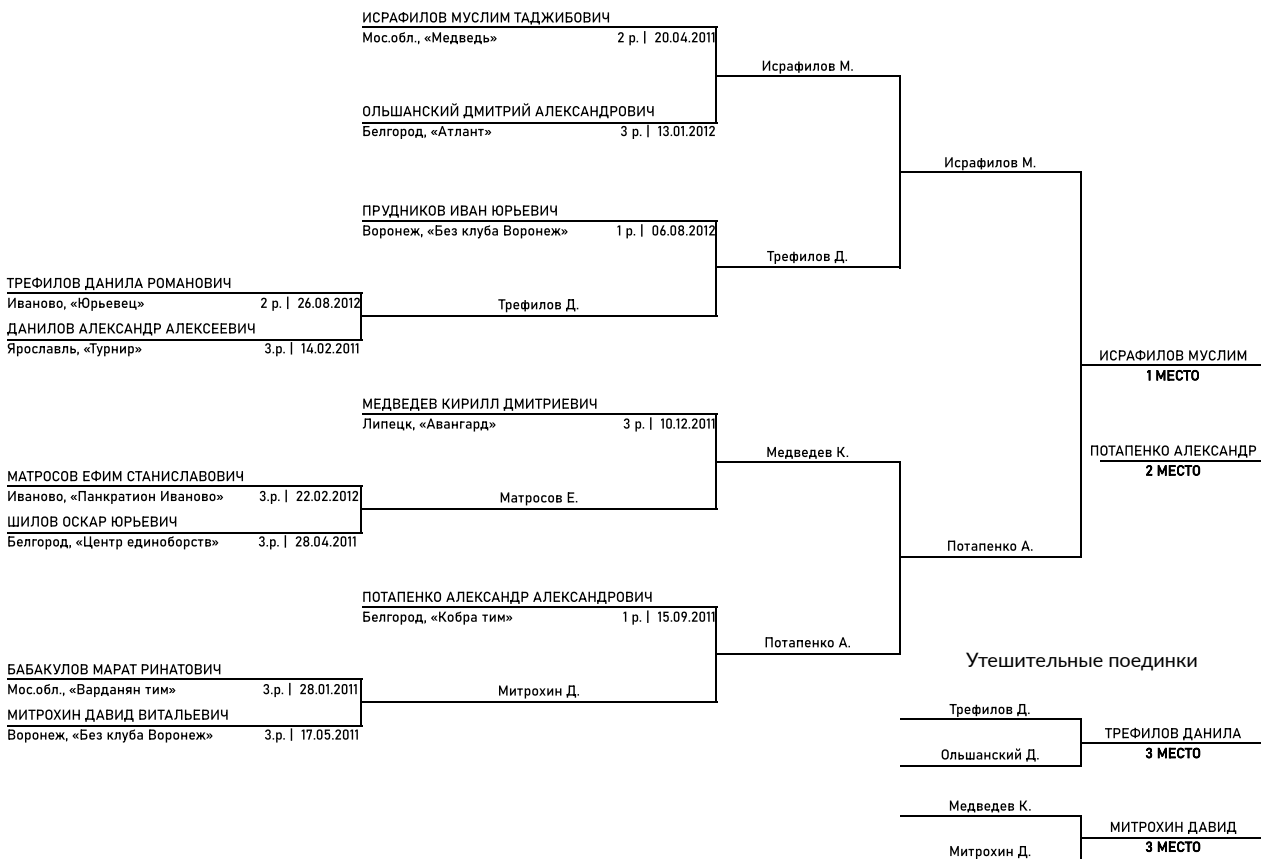 ИСРАФИЛОВ МУСЛИМ ТАДЖИБОВИЧ
Мос.обл., «Медведь» 2 р. | 20.04.2011
Исрафилов М.
ОЛЬШАНСКИЙ ДМИТРИЙ АЛЕКСАНДРОВИЧ
Белгород, «Атлант» 3 р. | 13.01.2012
Исрафилов М.
ПРУДНИКОВ ИВАН ЮРЬЕВИЧ
Воронеж, «Без клуба Воронеж» 1 р. | 06.08.2012
Трефилов Д.
ТРЕФИЛОВ ДАНИЛА РОМАНОВИЧ
Иваново, «Юрьевец» 2 р. | 26.08.2012
Трефилов Д.
ДАНИЛОВ АЛЕКСАНДР АЛЕКСЕЕВИЧ
Ярославль, «Турнир» 3.р. | 14.02.2011
ИСРАФИЛОВ МУСЛИМ
1 МЕСТО
МЕДВЕДЕВ КИРИЛЛ ДМИТРИЕВИЧ
Липецк, «Авангард» 3 р. | 10.12.2011
Медведев К.
ПОТАПЕНКО АЛЕКСАНДР
2 МЕСТО
МАТРОСОВ ЕФИМ СТАНИСЛАВОВИЧ
Иваново, «Панкратион Иваново» 3.р. | 22.02.2012
Матросов Е.
ШИЛОВ ОСКАР ЮРЬЕВИЧ
Белгород, «Центр единоборств» 3.р. | 28.04.2011
Потапенко А.
ПОТАПЕНКО АЛЕКСАНДР АЛЕКСАНДРОВИЧ
Белгород, «Кобра тим» 1 р. | 15.09.2011
Потапенко А.
БАБАКУЛОВ МАРАТ РИНАТОВИЧ
Мос.обл., «Варданян тим» 3.р. | 28.01.2011
Митрохин Д.
МИТРОХИН ДАВИД ВИТАЛЬЕВИЧ
Воронеж, «Без клуба Воронеж» 3.р. | 17.05.2011
Утешительные поединки
Трефилов Д.
ТРЕФИЛОВ ДАНИЛА
3 МЕСТО
Ольшанский Д.
Медведев К.
МИТРОХИН ДАВИД
3 МЕСТО
Митрохин Д.